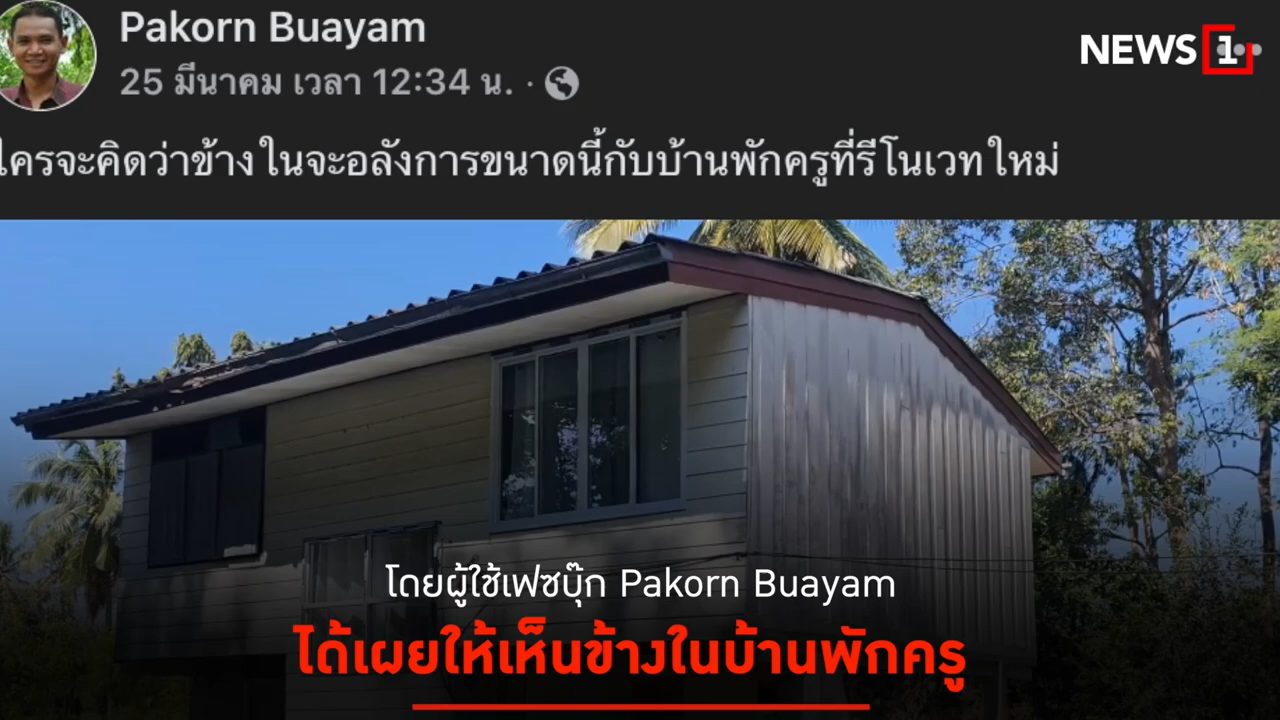 Pakorn Buayam
NEWS 1
25 มีนาคม เวลา 12:34 น. ·
ใครจะคิดว่าข้างในจะอลังการขนาดนี้กับบ้านพักครูที่รีโนเวทใหม่
โดยผู้ใช้เฟซบุ๊ก Pakorn Buayam
ได้เผยให้เห็นข้างในบ้านพักครู